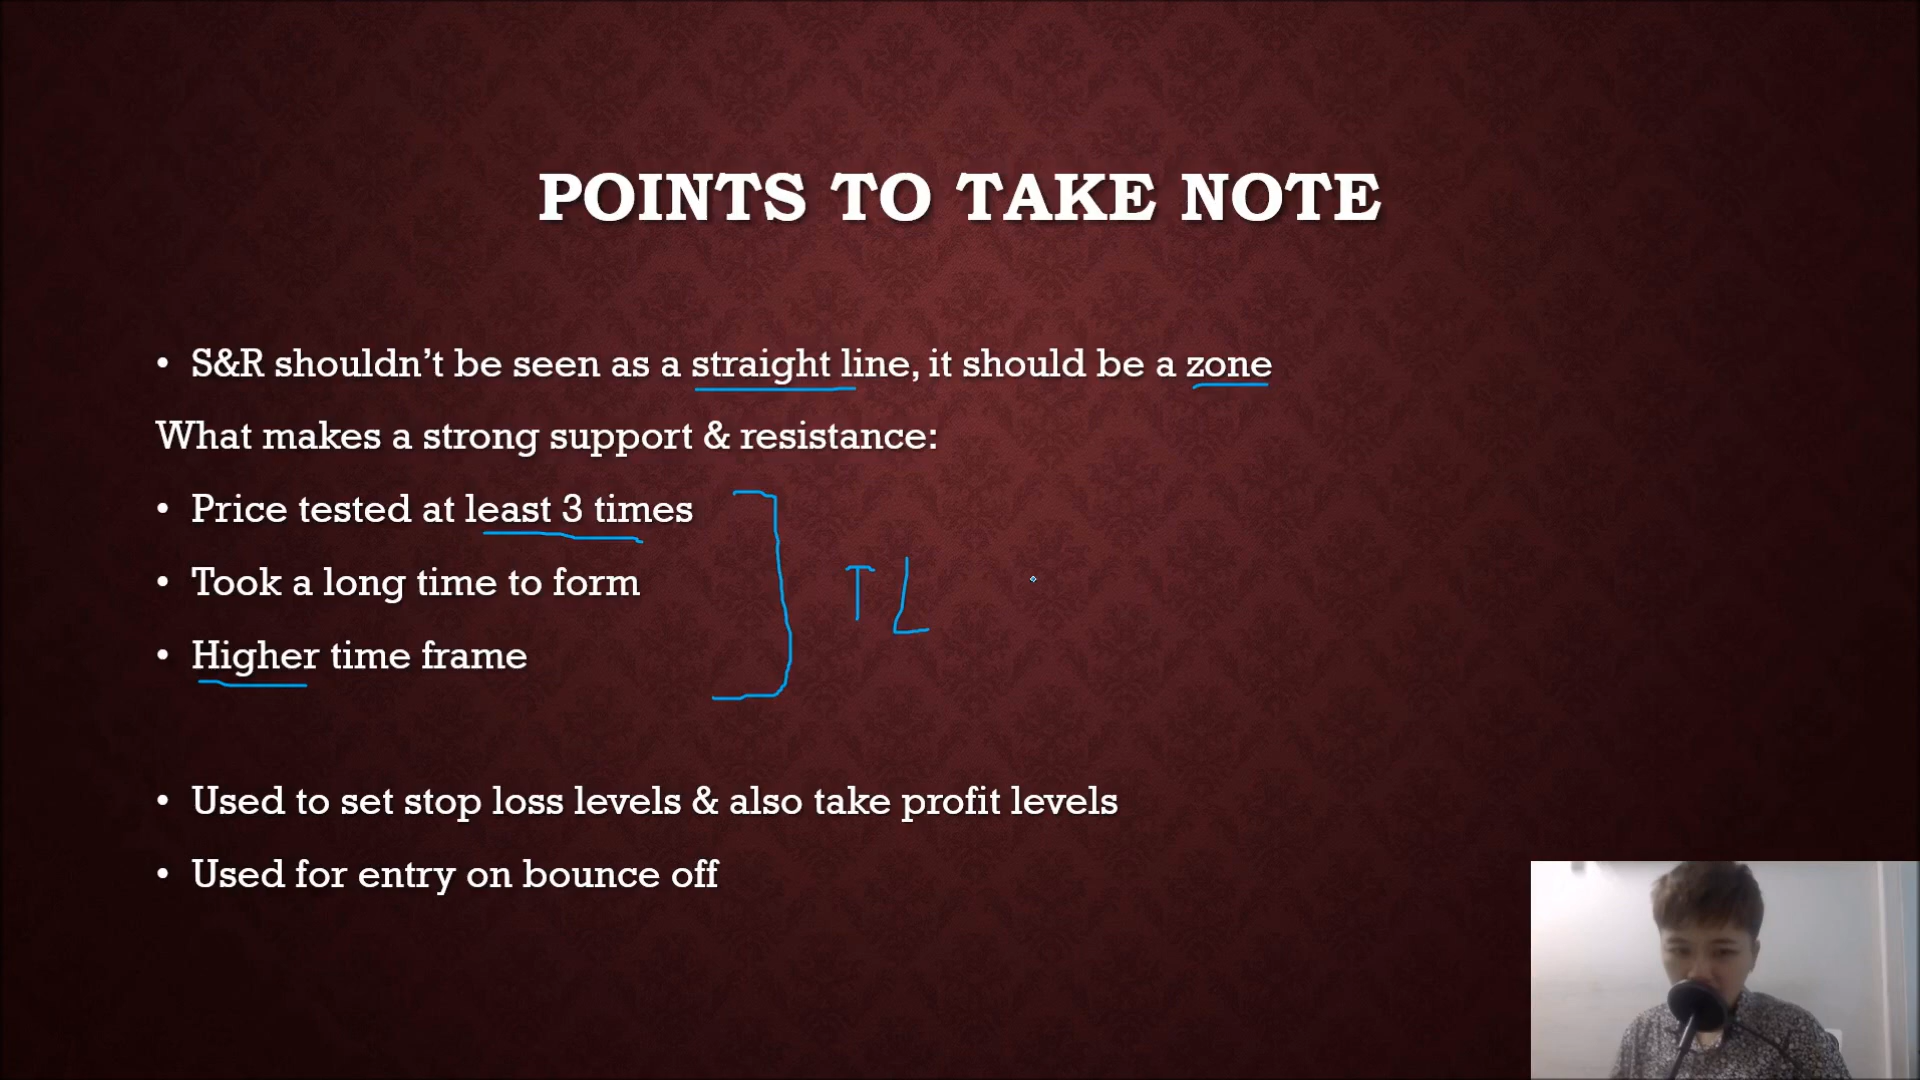 POINTS TO TAKE NOTE
• S&R shouldn’t be seen as a straight line, it should be a zone
What makes a strong support & resistance:
• Price tested at least 3 times
• Took a long time to form
TL
• Higher time frame
• Used to set stop loss levels & also take profit levels
• Used for entry on bounce off